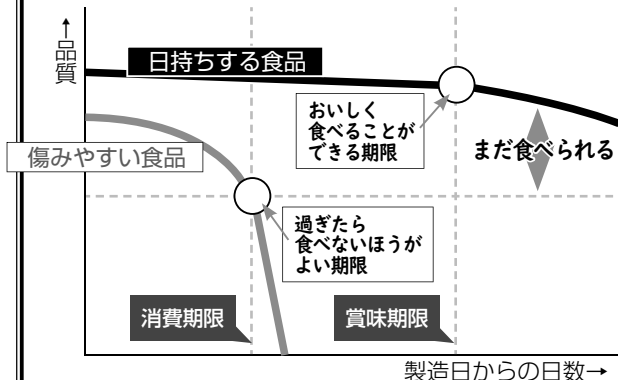 ↑品質
日持ちする食品
おいしく
食べることが
できる期限
まだ食べられる
傷みやすい食品
過ぎたら
食べないほうが
よい期限
消費期限
賞味期限
製造日からの日数→